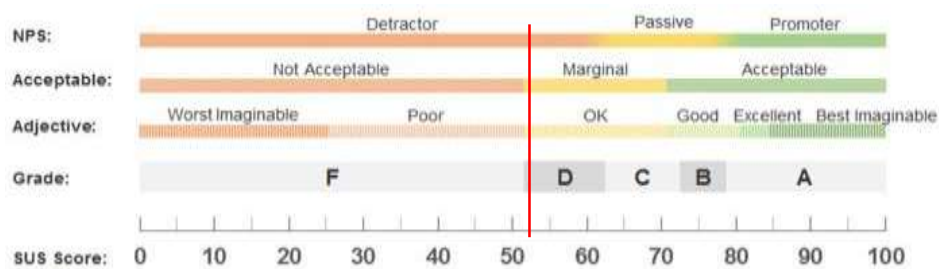 NPS: Detractor Passive Promoter
Acceptable: Not Acceptable Marginal Acceptable
Adjective: Worst Imaginable Poor OK Good Excellent Best Imaginable
Grade: F D C B A
SUS Score: 0 10 20 30 40 50 60 70 80 90 100